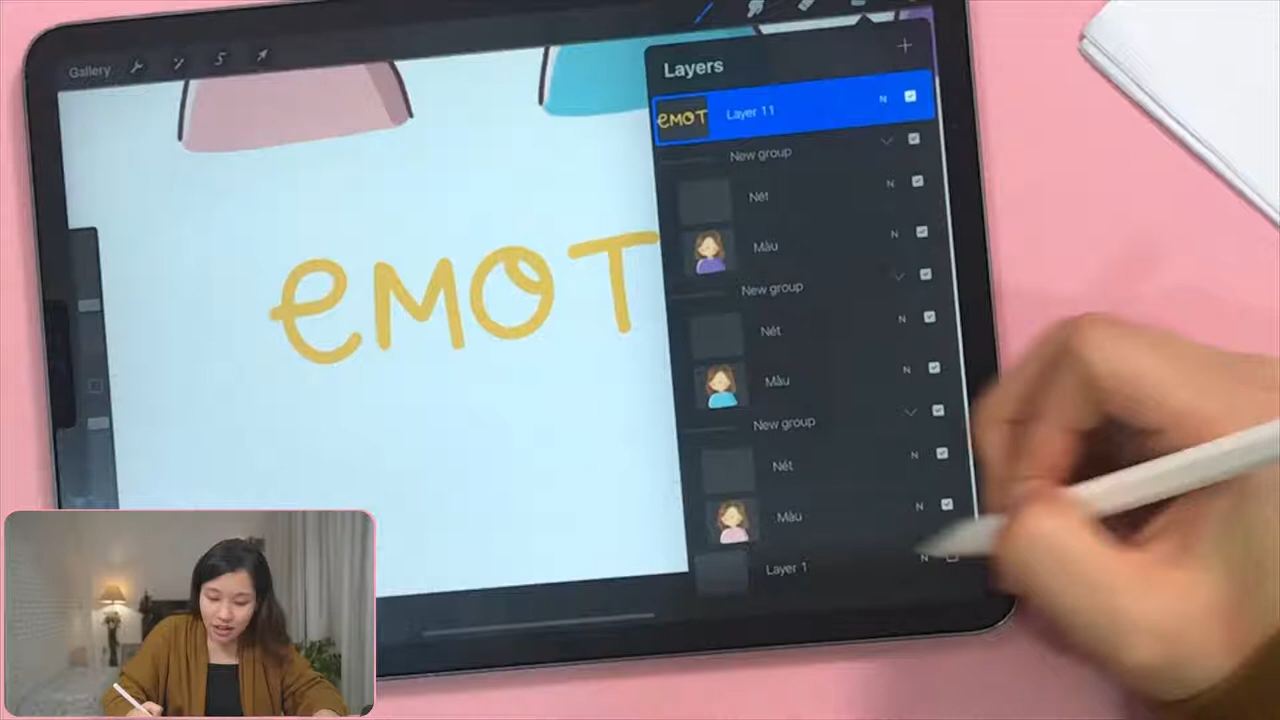 Gallery
Layers
eMOT
Layer 11
N
New group
Nét
N
Màu
N
New group
Nét
N
Màu
N
New group
Nét
N
Màu
N
Layer 1
N
eMOT